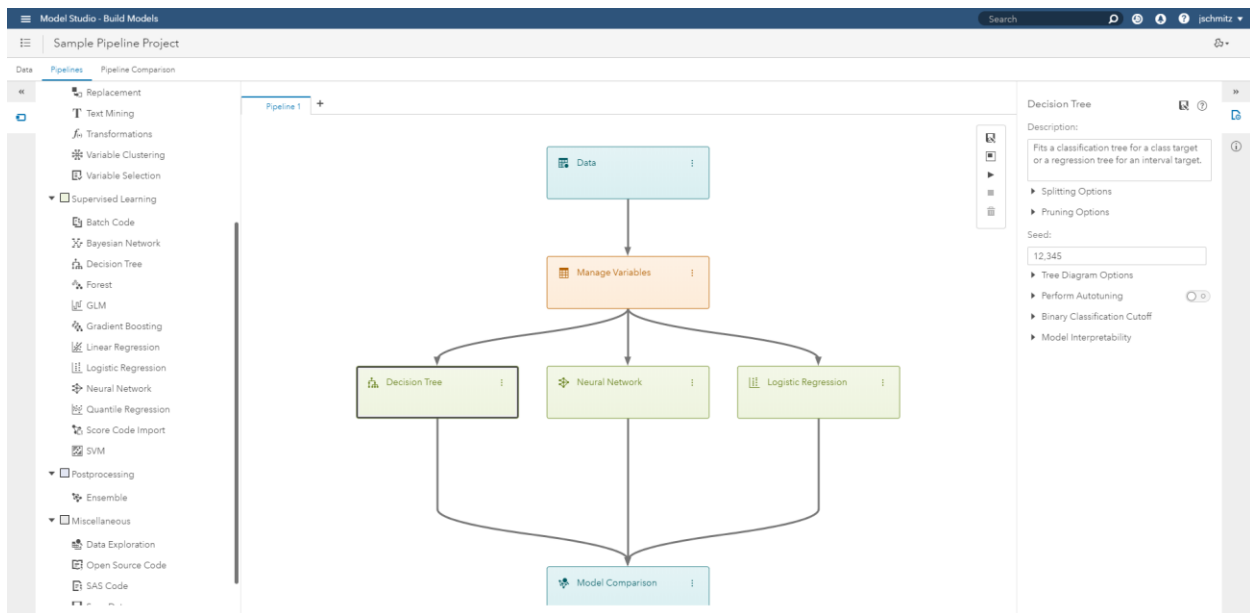 Model Studio - Build Models
Search
jschmitz
Sample Pipeline Project
Data
Pipelines
Pipeline Comparison
Replacement
Text Mining
Transformations
Variable Clustering
Variable Selection
Supervised Learning
Batch Code
Bayesian Network
Decision Tree
Forest
GLM
Gradient Boosting
Linear Regression
Logistic Regression
Neural Network
Quantile Regression
Score Code Import
SVM
Postprocessing
Ensemble
Miscellaneous
Data Exploration
Open Source Code
SAS Code
Pipeline 1
Data
Manage Variables
Decision Tree
Neural Network
Logistic Regression
Model Comparison
Decision Tree
Description:
Fits a classification tree for a class target
or a regression tree for an interval target.
Splitting Options
Pruning Options
Seed:
12,345
Tree Diagram Options
Perform Autotuning
Binary Classification Cutoff
Model Interpretability